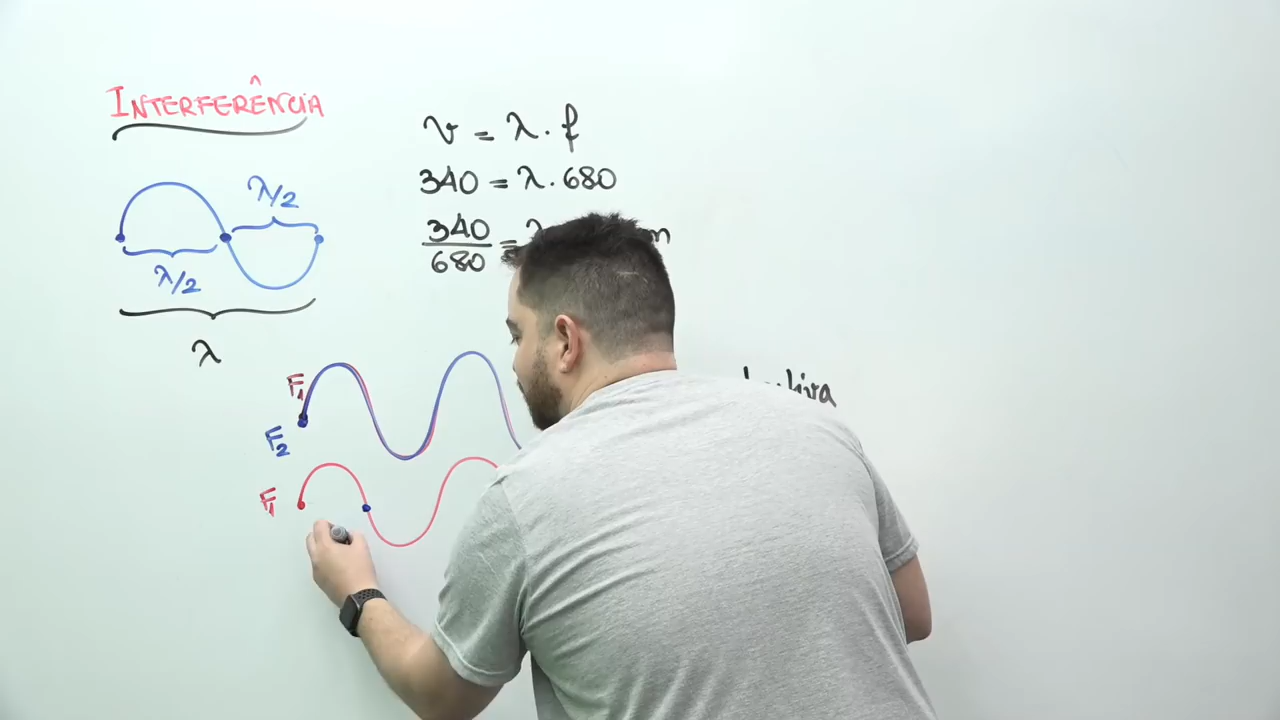 INTERFERÊNCIA
v = λ . f
340 = λ . 680
340
680 =
λ/2
λ/2
λ
F1
F2
F1